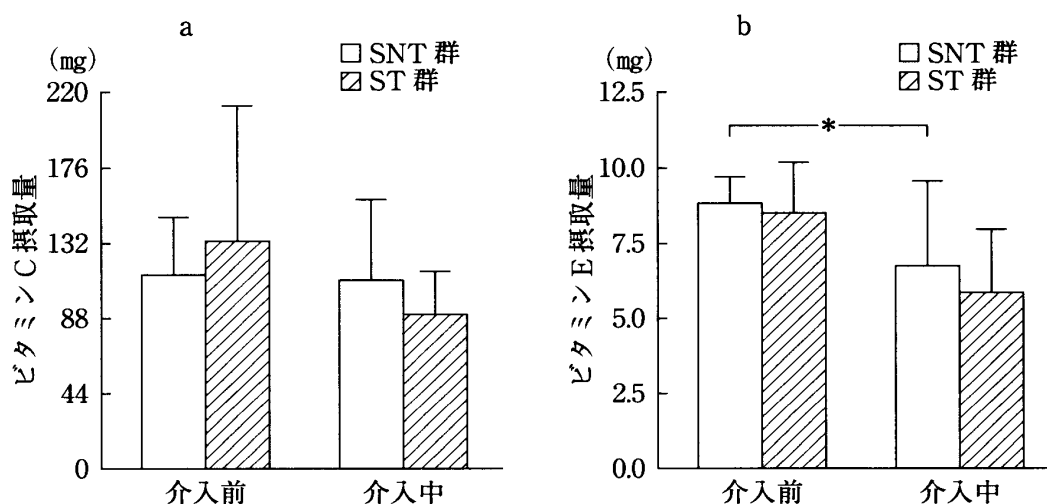 a
(mg)
□ SNT 群
▨ ST 群
220
176
132
88
44
0
ビタミンC摂取量
介入前
介入中
b
(mg)
□ SNT 群
▨ ST 群
12.5
10.0
7.5
5.0
2.5
0.0
ビタミンE摂取量
*
介入前
介入中